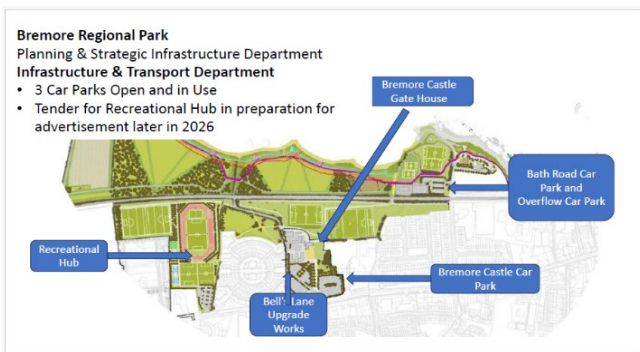 Bremore Regional Park
Planning & Strategic Infrastructure Department
Infrastructure & Transport Department
• 3 Car Parks Open and in Use
• Tender for Recreational Hub in preparation for
advertisement later in 2026
Bremore Castle
Gate House
Bath Road Car
Park and
Overflow Car Park
Recreational
Hub
Bremore Castle Car
Park
Bell's Lane
Upgrade
Works